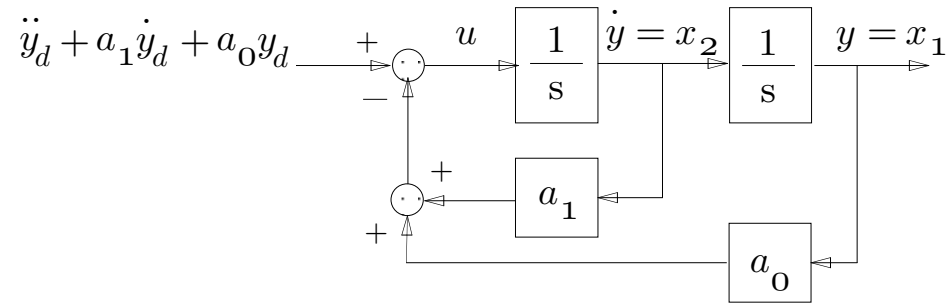 ÿ_d + a_1ẏ_d + a_0y_d
+
−
u
1
s
ẏ = x_2
1
s
y = x_1
+
+
a_1
a_0